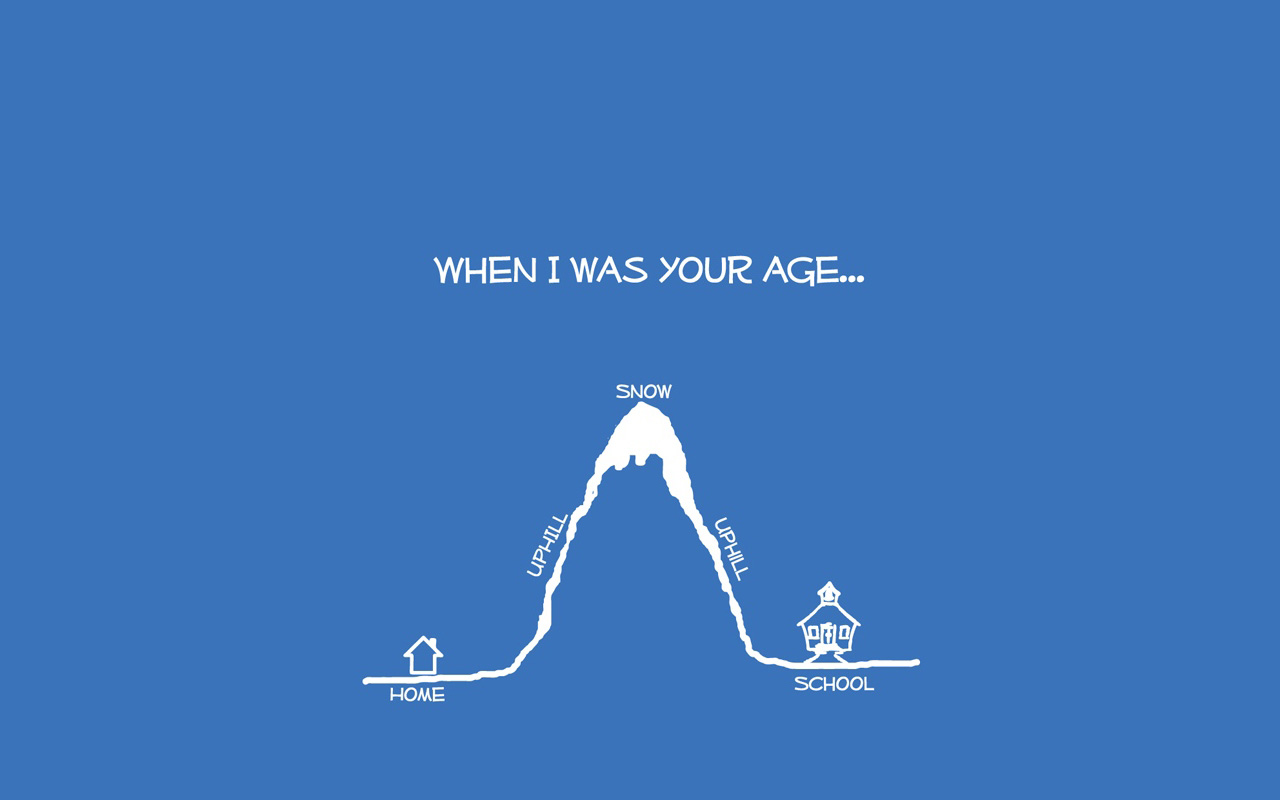 WHEN I WAS YOUR AGE...
SNOW
UPHILL
UPHILL
HOME
SCHOOL